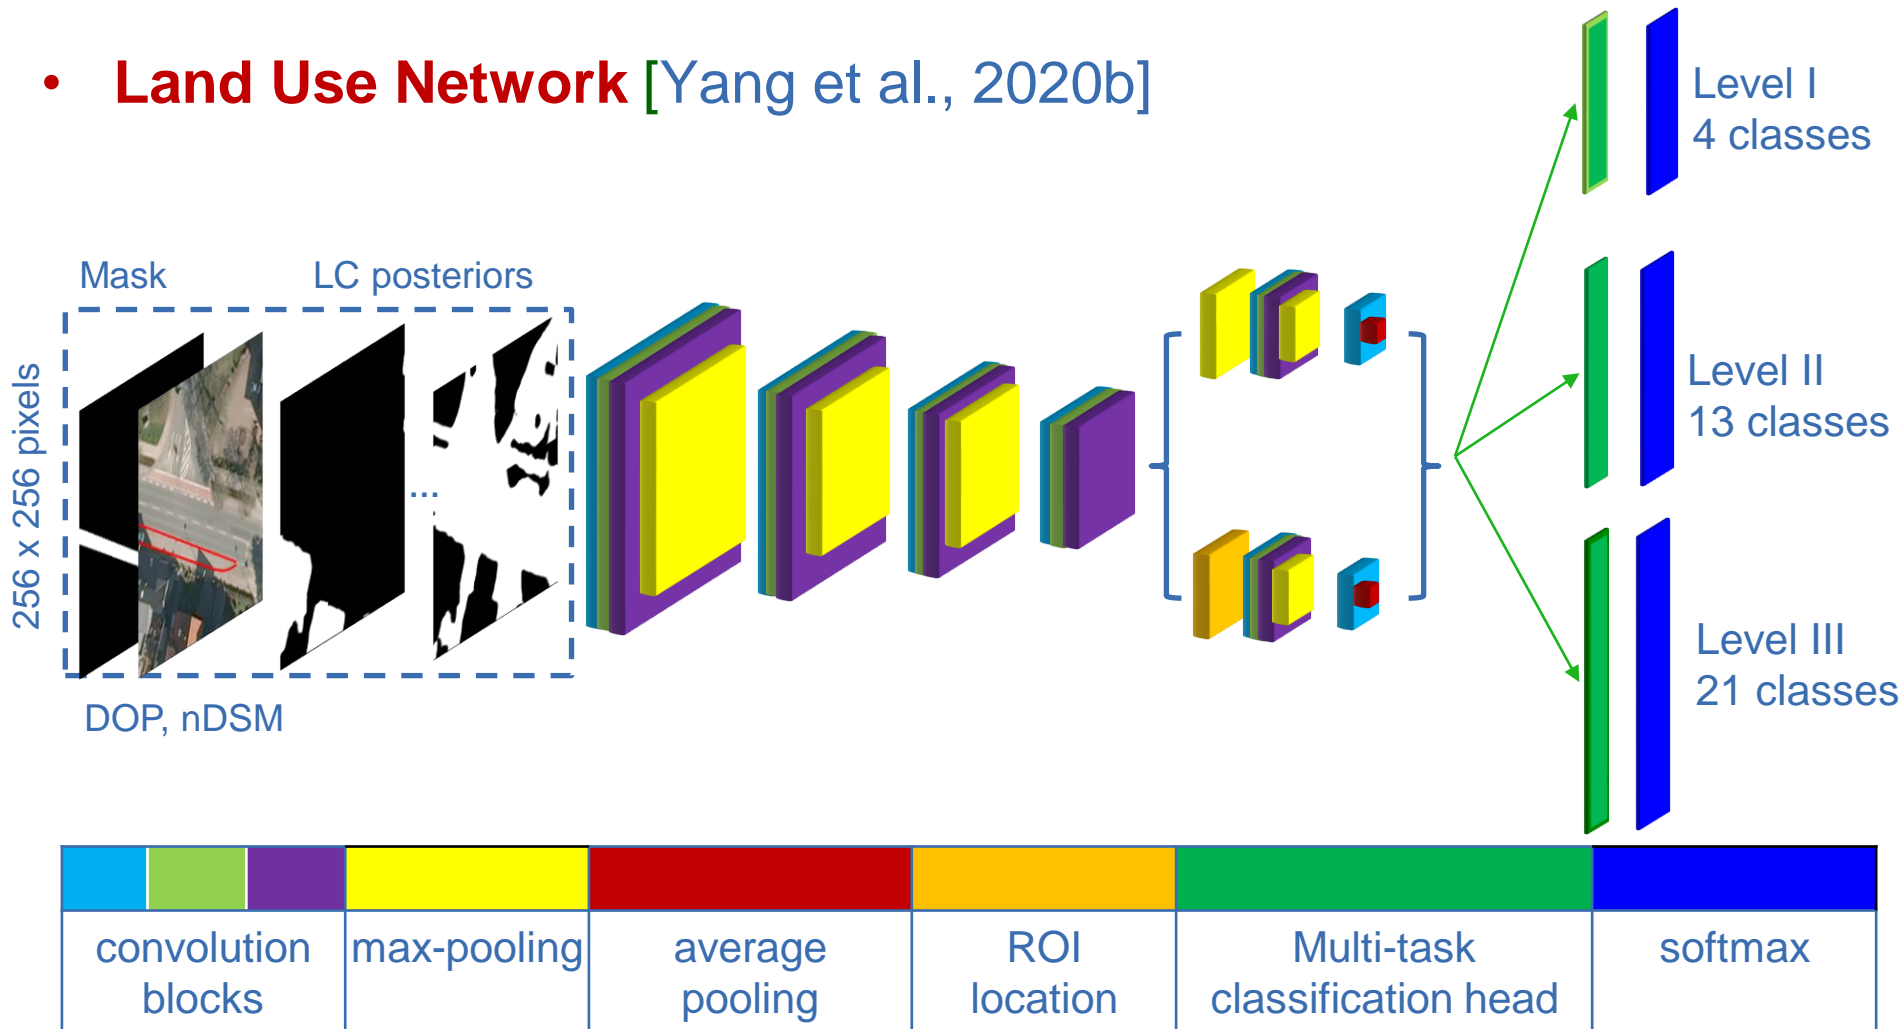 • Land Use Network [Yang et al., 2020b]
Level I
4 classes
Mask
LC posteriors
256 x 256 pixels
...
DOP, nDSM
Level II
13 classes
Level III
21 classes
convolution
blocks
max-pooling
average
pooling
ROI
location
Multi-task
classification head
softmax